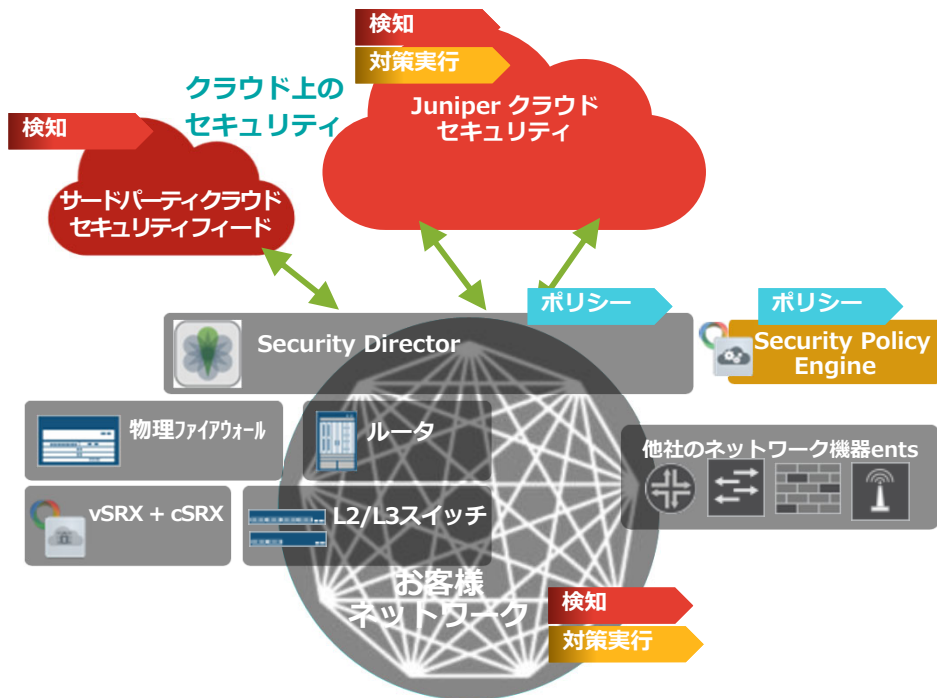 検知
対策実行
クラウド上の
セキュリティ
Juniper クラウド
セキュリティ
検知
サードパーティクラウド
セキュリティフィード
ポリシー
ポリシー
Security Director
Security Policy
Engine
物理ファイアウォール
ルータ
他社のネットワーク機器ents
vSRX + cSRX
L2/L3スイッチ
お客様
ネットワーク
検知
対策実行